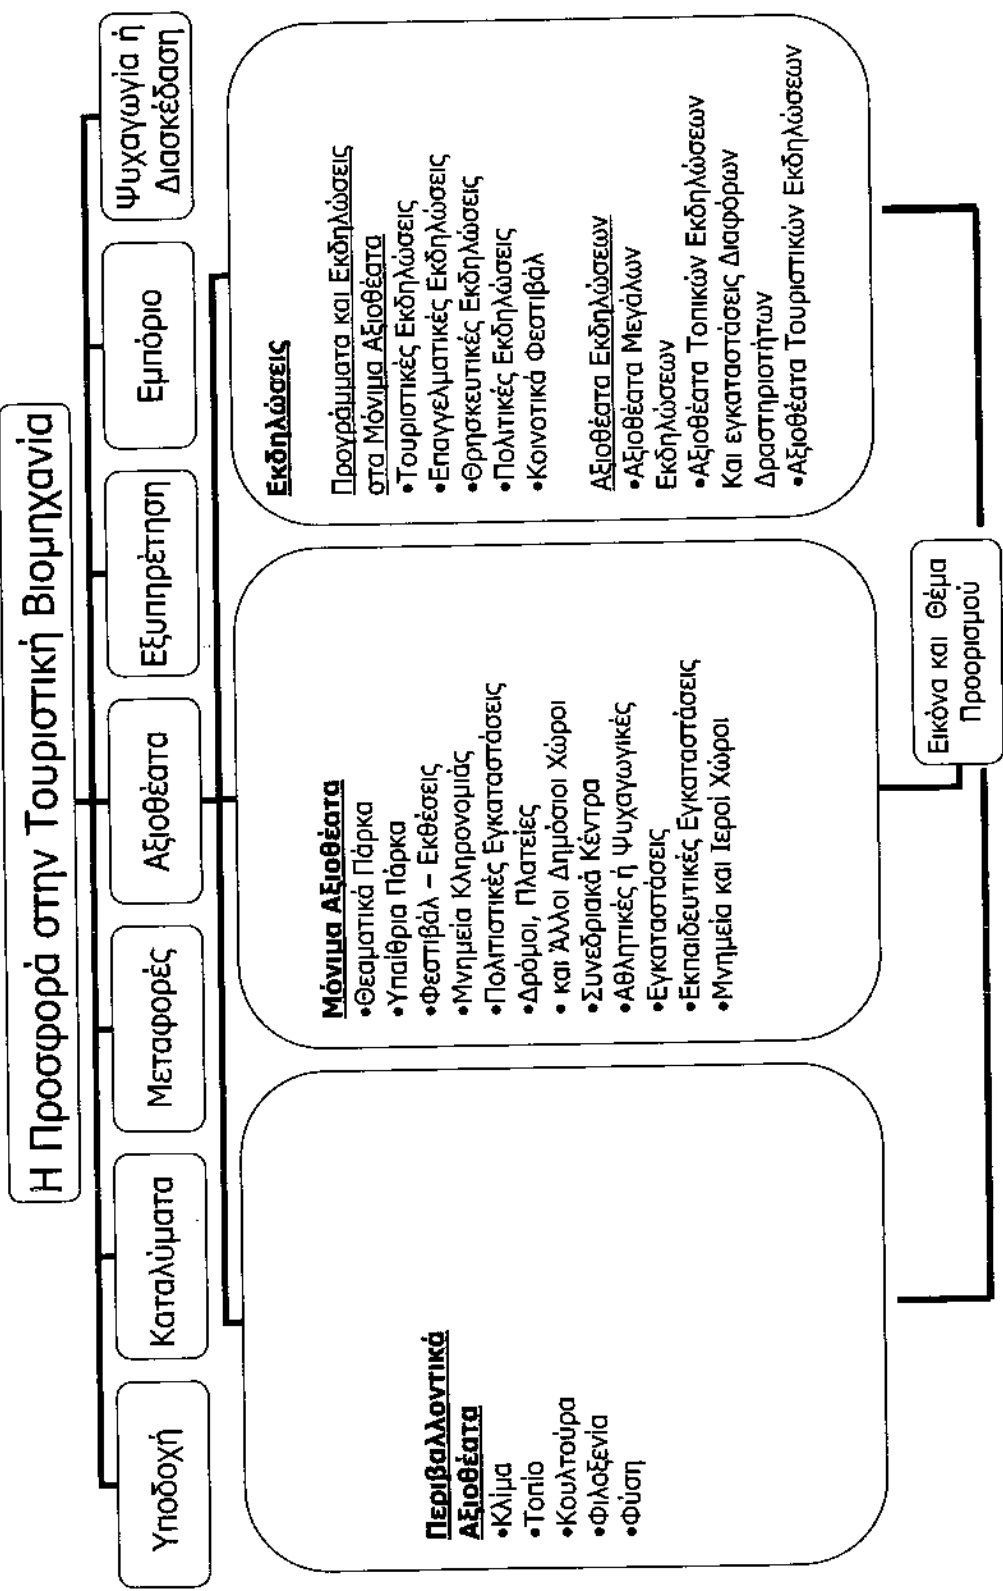 Η Προσφορά στην Τουριστική Βιομηχανία
Υποδοχή
Καταλύματα
Μεταφορές
Αξιοθέατα
Εξυπηρέτηση
Εμπόριο
Ψυχαγωγία ή
Διασκέδαση
Περιβαλλοντικά
Αξιοθέατα
•Κλίμα
•Τοπίο
•Κουλτούρα
•Φιλοξενία
•Φύση
Μόνιμα Αξιοθέατα
•Θεαματικά Πάρκα
•Υπαίθρια Πάρκα
•Φεστιβάλ – Εκθέσεις
•Μνημεία Κληρονομιάς
•Πολιτιστικές Εγκαταστάσεις
•Δρόμοι, Πλατείες
• και Άλλοι Δημόσιοι Χώροι
•Συνεδριακά Κέντρα
•Αθλητικές ή Ψυχαγωγικές
•Εγκαταστάσεις
•Εκπαιδευτικές Εγκαταστάσεις
•Μνημεία και Ιεροί Χώροι
Εκδηλώσεις
Προγράμματα και Εκδηλώσεις
στα Μόνιμα Αξιοθέατα
•Τουριστικές Εκδηλώσεις
•Επαγγελματικές Εκδηλώσεις
•Θρησκευτικές Εκδηλώσεις
•Πολιτικές Εκδηλώσεις
•Κοινοτικά Φεστιβάλ
Αξιοθέατα Εκδηλώσεων
•Αξιοθέατα Μεγάλων
Εκδηλώσεων
•Αξιοθέατα Τοπικών Εκδηλώσεων
Και εγκαταστάσεις Διαφόρων
Δραστηριοτήτων
•Αξιοθέατα Τουριστικών Εκδηλώσεων
Εικόνα και Θέμα
Προορισμού